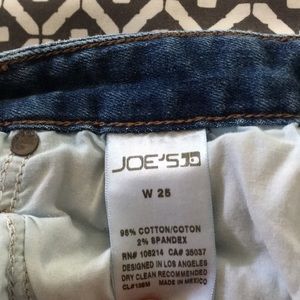 JOE'S
W 25
98% COTTON/COTON
2% SPANDEX
RN# 106214 CA# 35037
DESIGNED IN LOS ANGELES
DRY CLEAN RECOMMENDED
MADE IN MEXICO